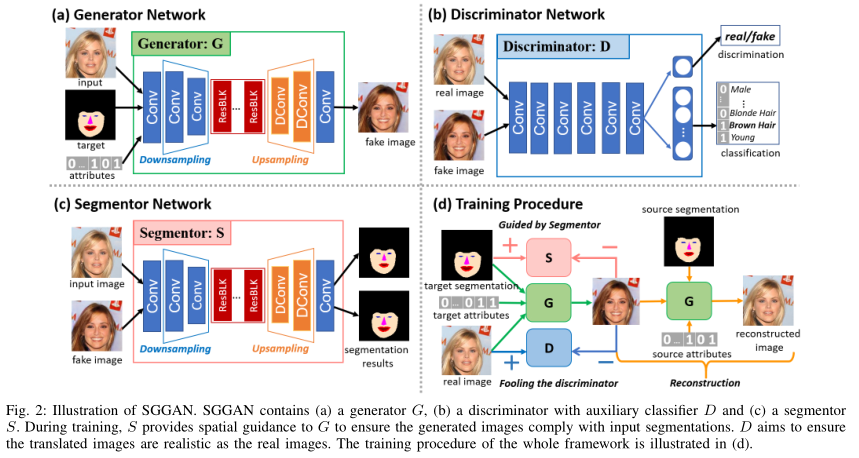 (a) Generator Network
Generator: G
input
target
0 ... 1 0 1
attributes
Conv
Conv
Conv
ResBLK
...
ResBLK
DConv
DConv
Conv
Downsampling
Upsampling
fake image
(b) Discriminator Network
Discriminator: D
real image
fake image
Conv
Conv
Conv
Conv
Conv
Conv
real/fake
discrimination
0 Male
⋮
0 Blonde Hair
1 Brown Hair
1 Young
classification
(c) Segmentor Network
Segmentor: S
input image
fake image
Conv
Conv
Conv
ResBLK
...
ResBLK
DConv
DConv
Conv
Downsampling
Upsampling
segmentation
results
(d) Training Procedure
Guided by Segmentor
source segmentation
+
S
−
target segmentation
0 ... 0 1 1
target attributes
G
G
real image
+
D
−
0 ... 1 0 1
source attributes
reconstructed
image
Fooling the discriminator
Reconstruction
Fig. 2: Illustration of SGGAN. SGGAN contains (a) a generator G, (b) a discriminator with auxiliary classifier D and (c) a segmentor
S. During training, S provides spatial guidance to G to ensure the generated images comply with input segmentations. D aims to ensure
the translated images are realistic as the real images. The training procedure of the whole framework is illustrated in (d).